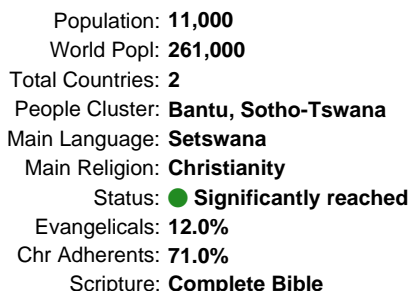 Population: 11,000
World Popl: 261,000
Total Countries: 2
People Cluster: Bantu, Sotho-Tswana
Main Language: Setswana
Main Religion: Christianity
Status: Significantly reached
Evangelicals: 12.0%
Chr Adherents: 71.0%
Scripture: Complete Bible